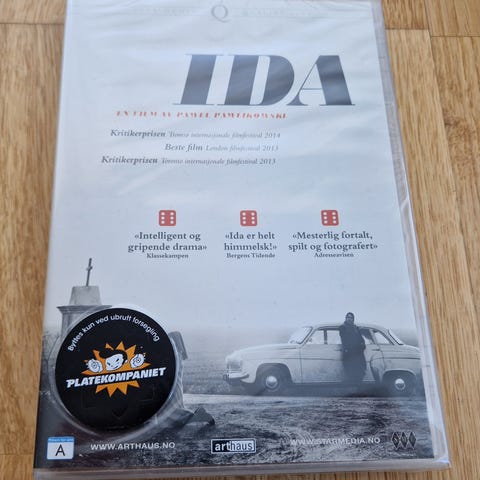 Q
IDA
EN FILM AV PAWEŁ PAWLIKOWSKI
Kritikerprisen Tromsø internasjonale filmfestival 2014
Beste film London filmfestival 2013
Kritikerprisen Toronto internasjonale filmfestival 2013
«Intelligent og
gripende drama»
Klassekampen
«Ida er helt
himmelsk!»
Bergens Tidende
«Mesterlig fortalt,
spilt og fotografert»
Adresseavisen
Byttes kun ved ubrutt forsegling
PLATEKOMPANIET
A
WWW.ARTHAUS.NO
arthaus
WWW.STARMEDIA.NO